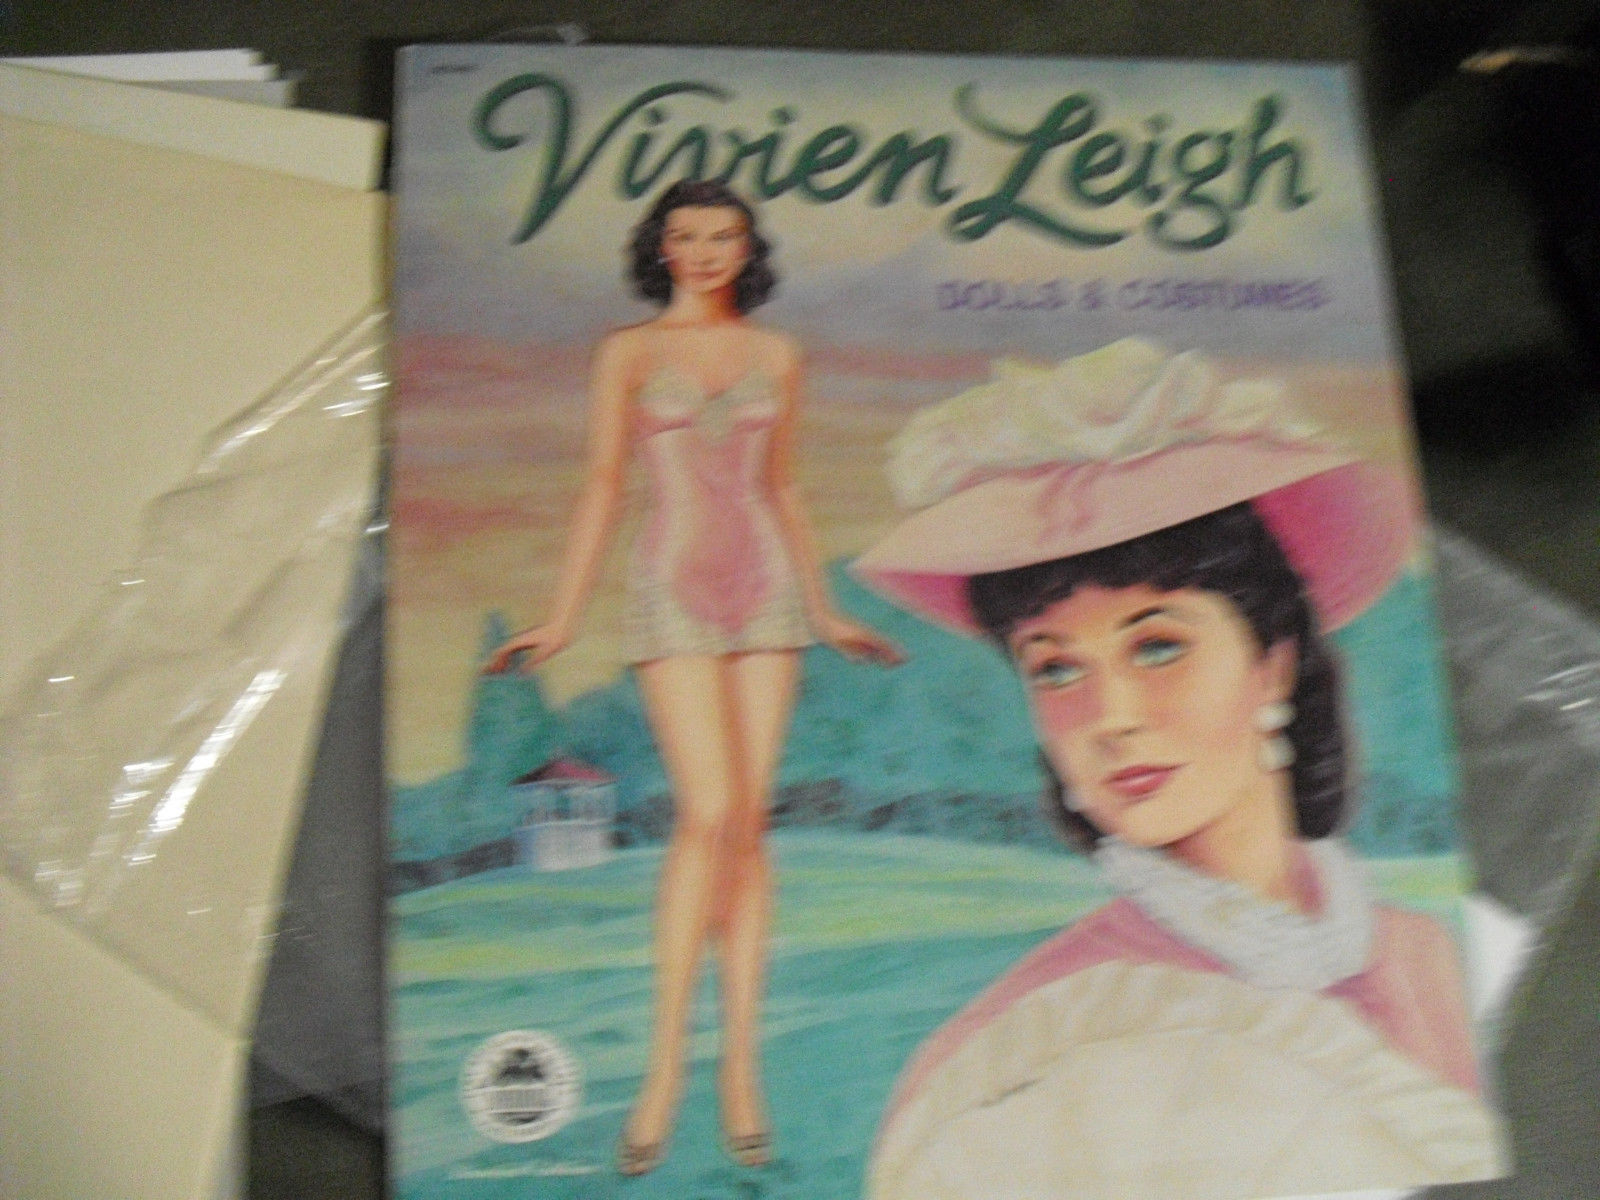 Vivien Leigh
DOLLS & COSTUMES